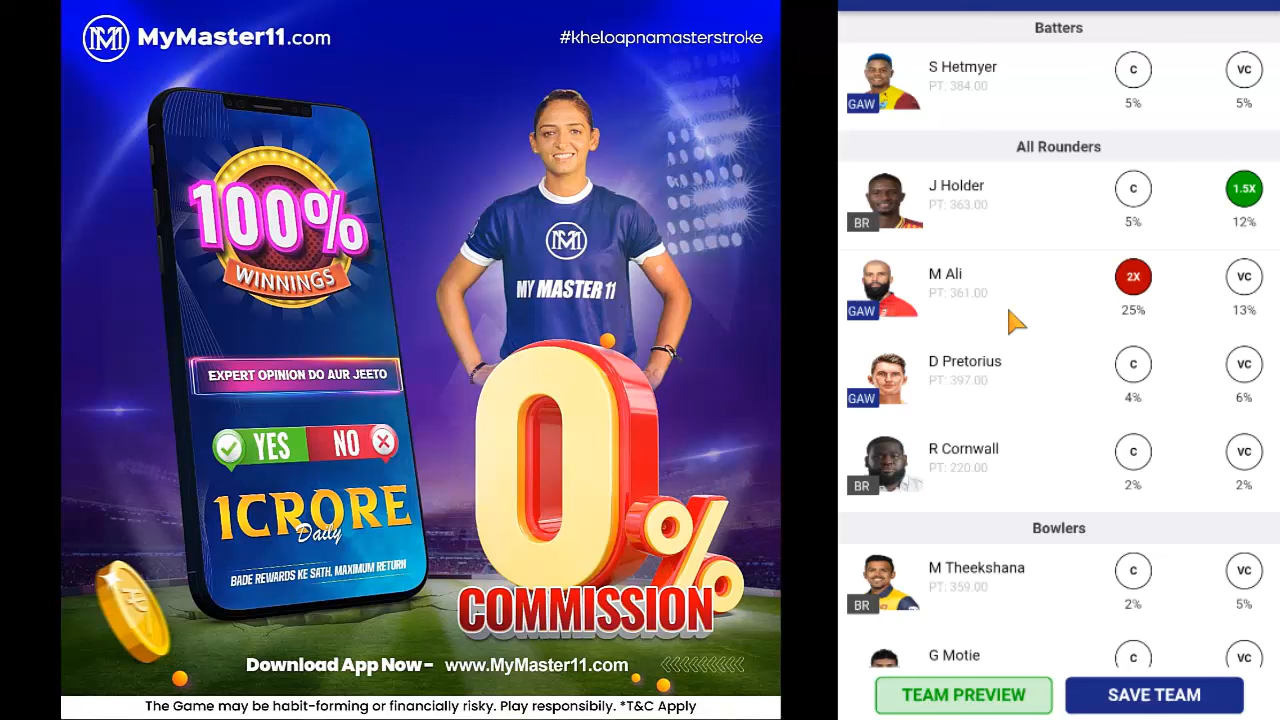 MyMaster11.com
#kheloapnamasterstroke
100%
WINNINGS
EXPERT OPINION DO AUR JEETO
YES NO
1CRORE
Daily
BADE REWARDS KE SATH, MAXIMUM RETURN
MY MASTER 11
0%
COMMISSION
Download App Now - www.MyMaster11.com
The Game may be habit-forming or financially risky. Play responsibily. *T&C Apply
Batters
S Hetmyer
PT: 384.00
GAW
C
VC
5%
5%
All Rounders
J Holder
PT: 363.00
BR
C
1.5X
5%
12%
M Ali
PT: 361.00
GAW
2X
VC
25%
13%
D Pretorius
PT: 397.00
GAW
C
VC
4%
6%
R Cornwall
PT: 220.00
BR
C
VC
2%
2%
Bowlers
M Theekshana
PT: 359.00
BR
C
VC
2%
5%
G Motie
C
VC
TEAM PREVIEW
SAVE TEAM